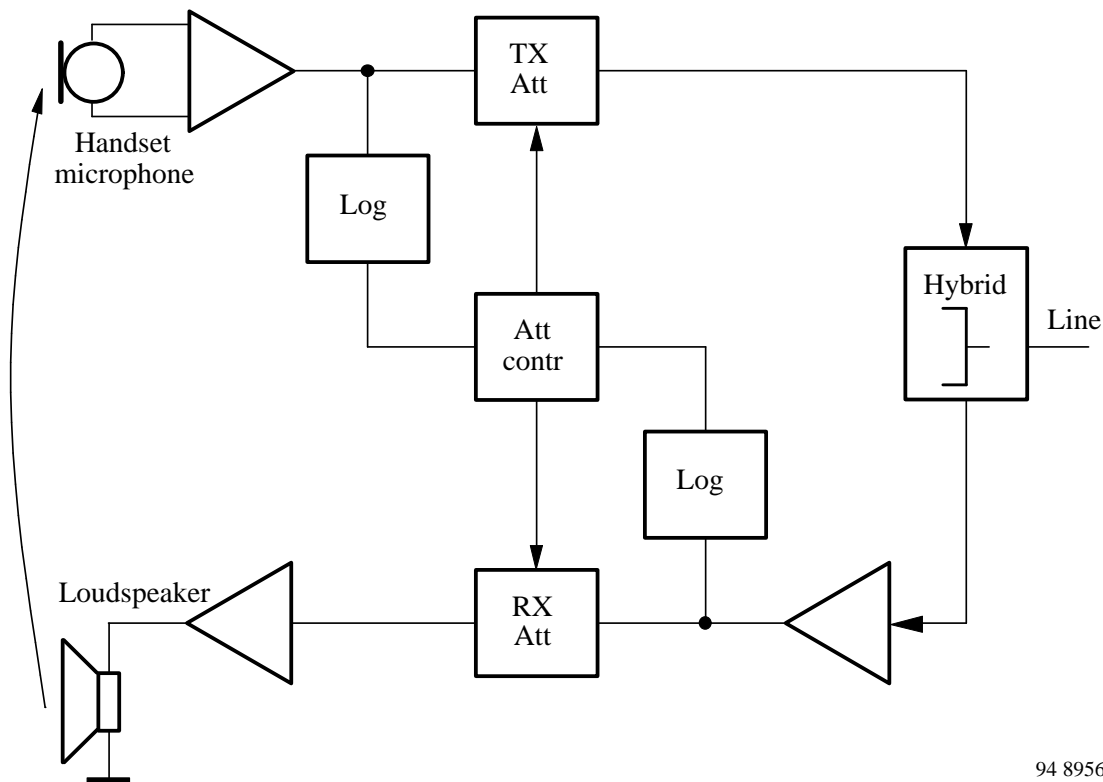 TX
Att
Handset
microphone
Log
Hybrid
Line
Att
contr
Log
Loudspeaker
RX
Att
94 8956